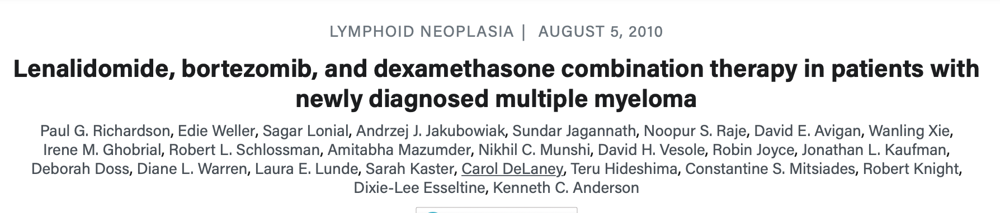 LYMPHOID NEOPLASIA | AUGUST 5, 2010
Lenalidomide, bortezomib, and dexamethasone combination therapy in patients with
newly diagnosed multiple myeloma
Paul G. Richardson, Edie Weller, Sagar Lonial, Andrzej J. Jakubowiak, Sundar Jagannath, Noopur S. Raje, David E. Avigan, Wanling Xie,
Irene M. Ghobrial, Robert L. Schlossman, Amitabha Mazumder, Nikhil C. Munshi, David H. Vesole, Robin Joyce, Jonathan L. Kaufman,
Deborah Doss, Diane L. Warren, Laura E. Lunde, Sarah Kaster, Carol DeLaney, Teru Hideshima, Constantine S. Mitsiades, Robert Knight,
Dixie-Lee Esseltine, Kenneth C. Anderson